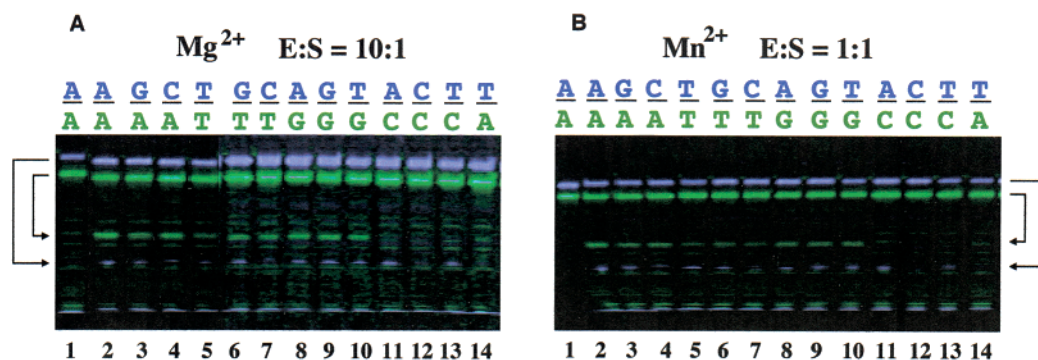 A
Mg2+ E:S = 10:1
A A G C T G C A G T A C T T
A A A A T T T G G G C C C A
1 2 3 4 5 6 7 8 9 10 11 12 13 14
B
Mn2+ E:S = 1:1
A A G C T G C A G T A C T T
A A A A T T T G G G C C C A
1 2 3 4 5 6 7 8 9 10 11 12 13 14